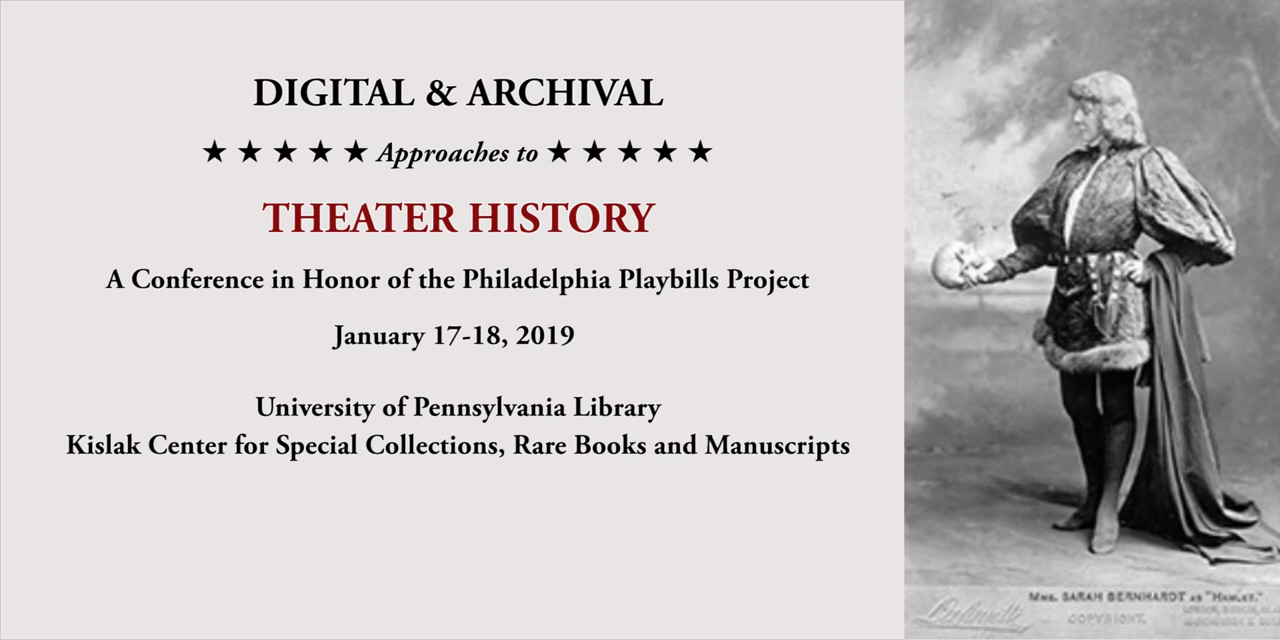 DIGITAL & ARCHIVAL
★ ★ ★ ★ ★ Approaches to ★ ★ ★ ★ ★
THEATER HISTORY
A Conference in Honor of the Philadelphia Playbills Project
January 17-18, 2019
University of Pennsylvania Library
Kislak Center for Special Collections, Rare Books and Manuscripts
MME. SARAH BERNHARDT AS "HAMLET."
Lafayette
COPYRIGHT.